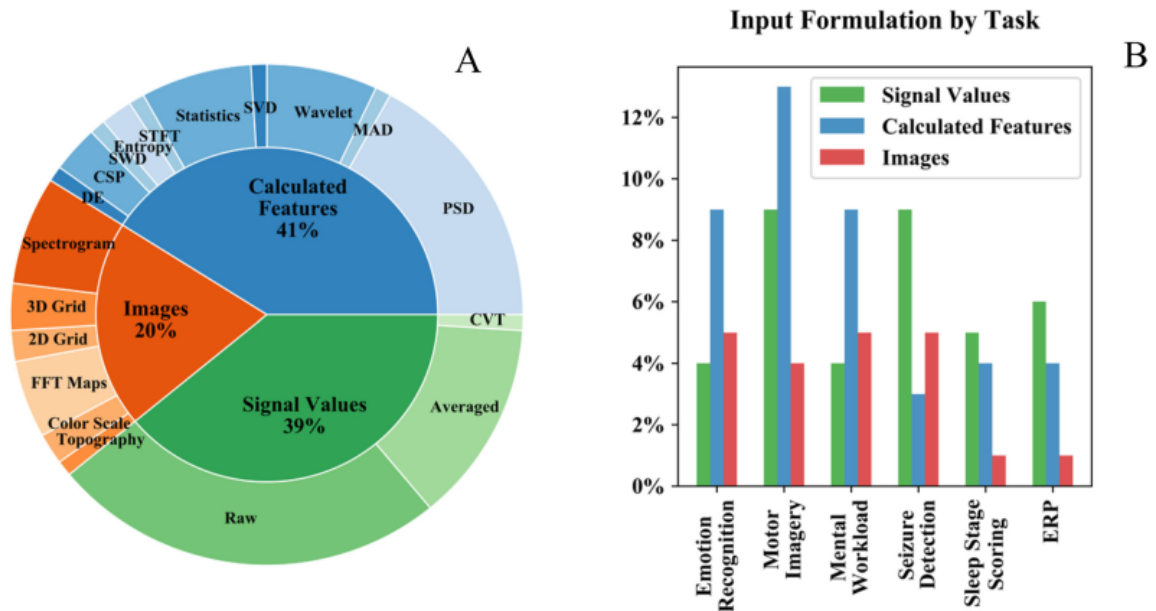 A
Statistics
SVD
Wavelet
MAD
STFT
Entropy
SWD
CSP
DE
PSD
Calculated
Features
41%
Spectrogram
3D Grid
2D Grid
FFT Maps
Color Scale
Topography
Images
20%
CVT
Averaged
Signal Values
39%
Raw
Input Formulation by Task
B
Signal Values
Calculated Features
Images
12%
10%
8%
6%
4%
2%
0%
Emotion
Recognition
Motor
Imagery
Mental
Workload
Seizure
Detection
Sleep Stage
Scoring
ERP